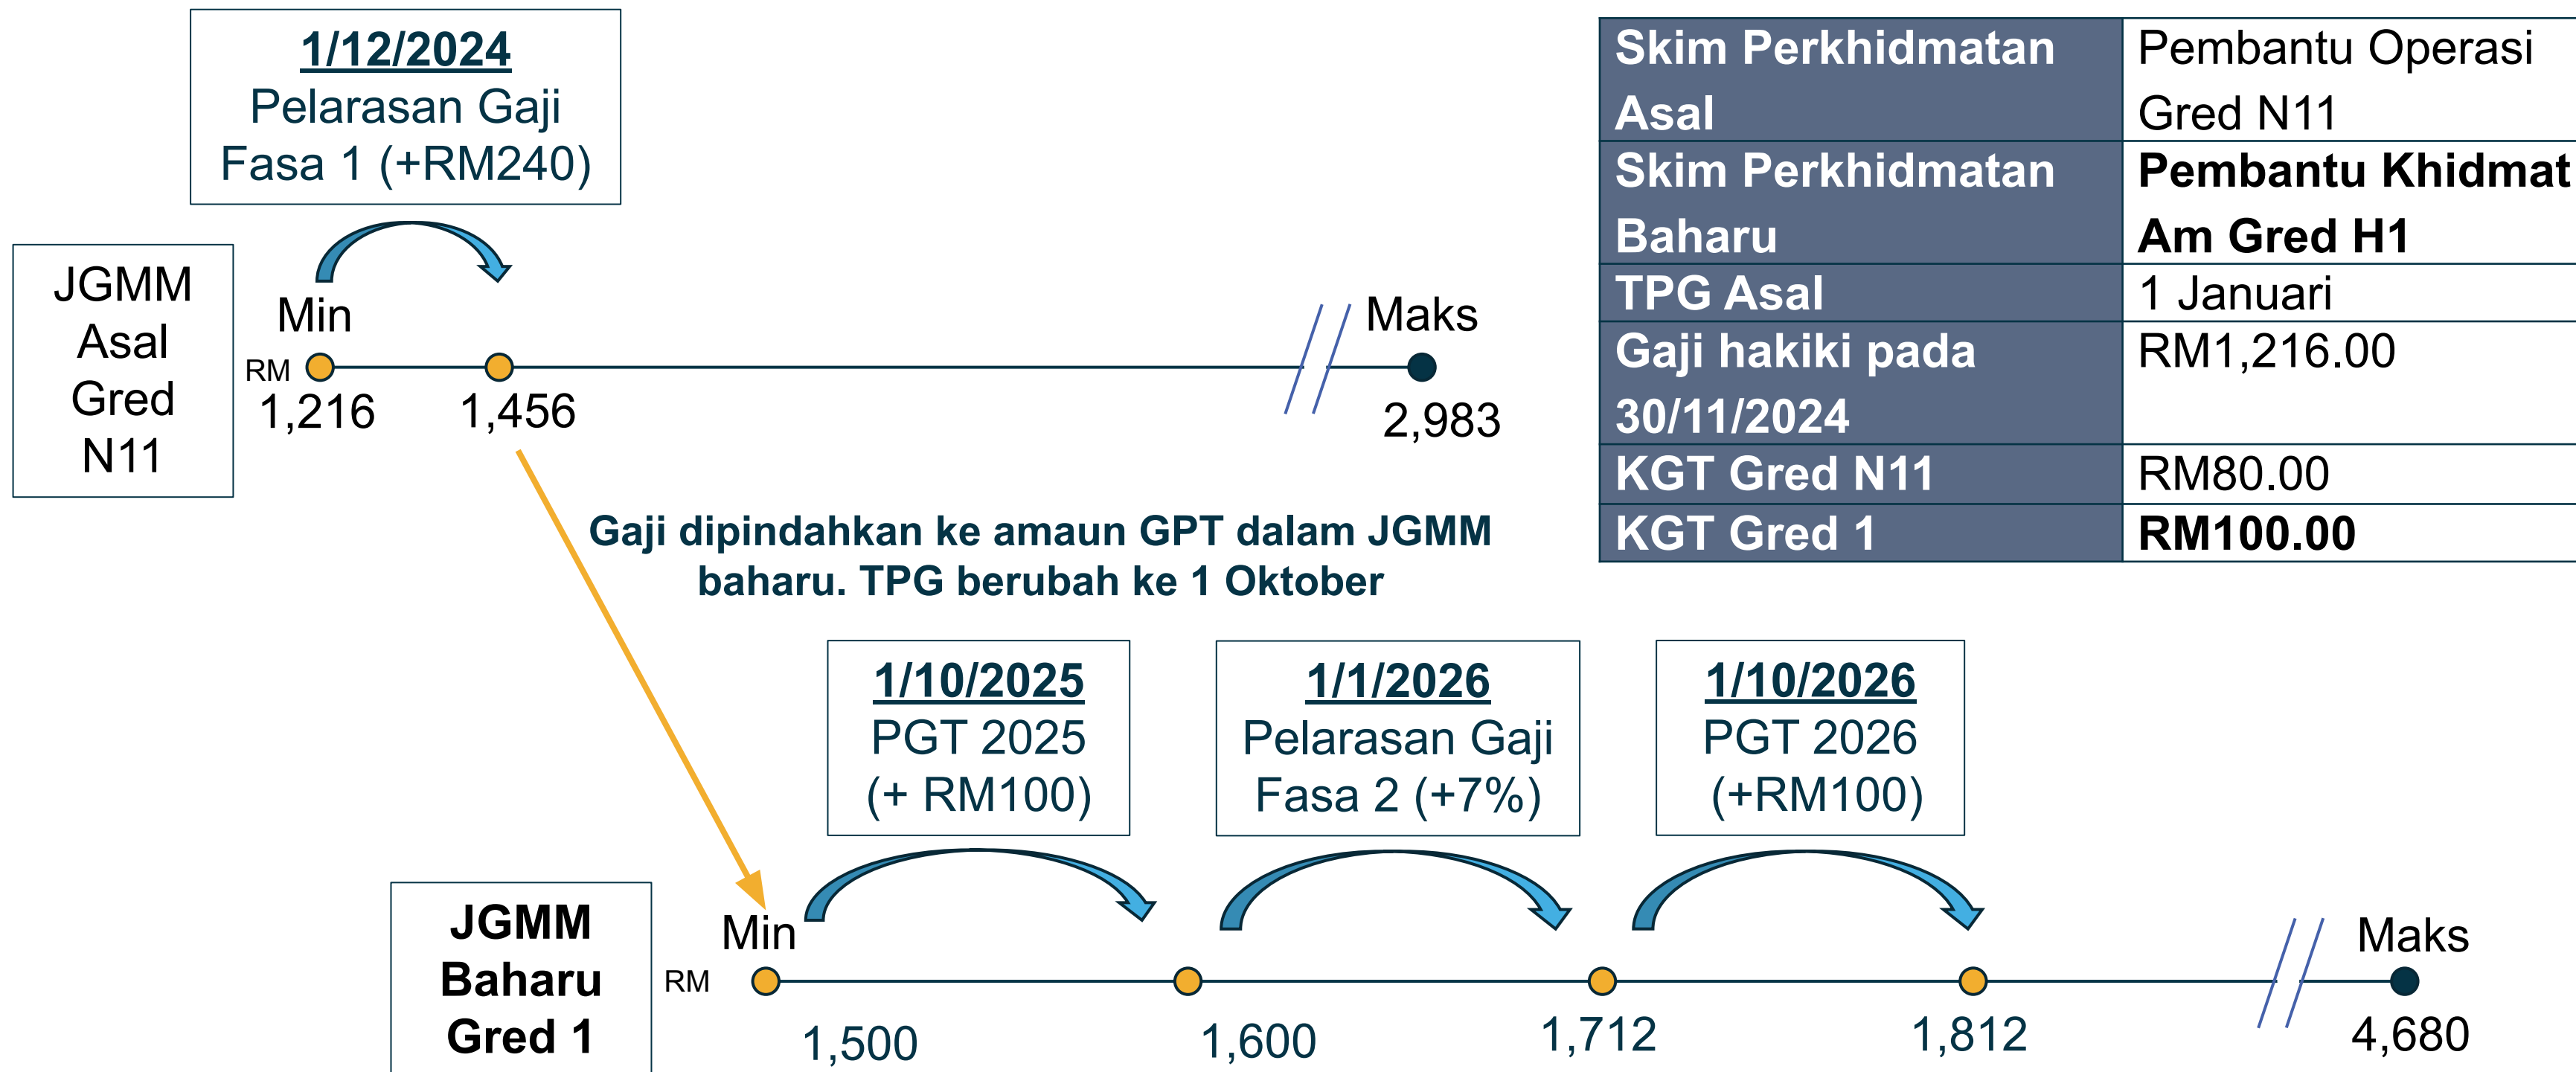 1/12/2024
Pelarasan Gaji
Fasa 1 (+RM240)
JGMM
Asal
Gred
N11
Min
Maks
RM
1,216
1,456
2,983
Skim Perkhidmatan
Asal
Pembantu Operasi
Gred N11
Skim Perkhidmatan
Baharu
Pembantu Khidmat
Am Gred H1
TPG Asal
1 Januari
Gaji hakiki pada
30/11/2024
RM1,216.00
KGT Gred N11
RM80.00
KGT Gred 1
RM100.00
Gaji dipindahkan ke amaun GPT dalam JGMM
baharu. TPG berubah ke 1 Oktober
1/10/2025
PGT 2025
(+ RM100)
1/1/2026
Pelarasan Gaji
Fasa 2 (+7%)
1/10/2026
PGT 2026
(+RM100)
JGMM
Baharu
Gred 1
Min
Maks
RM
1,500
1,600
1,712
1,812
4,680